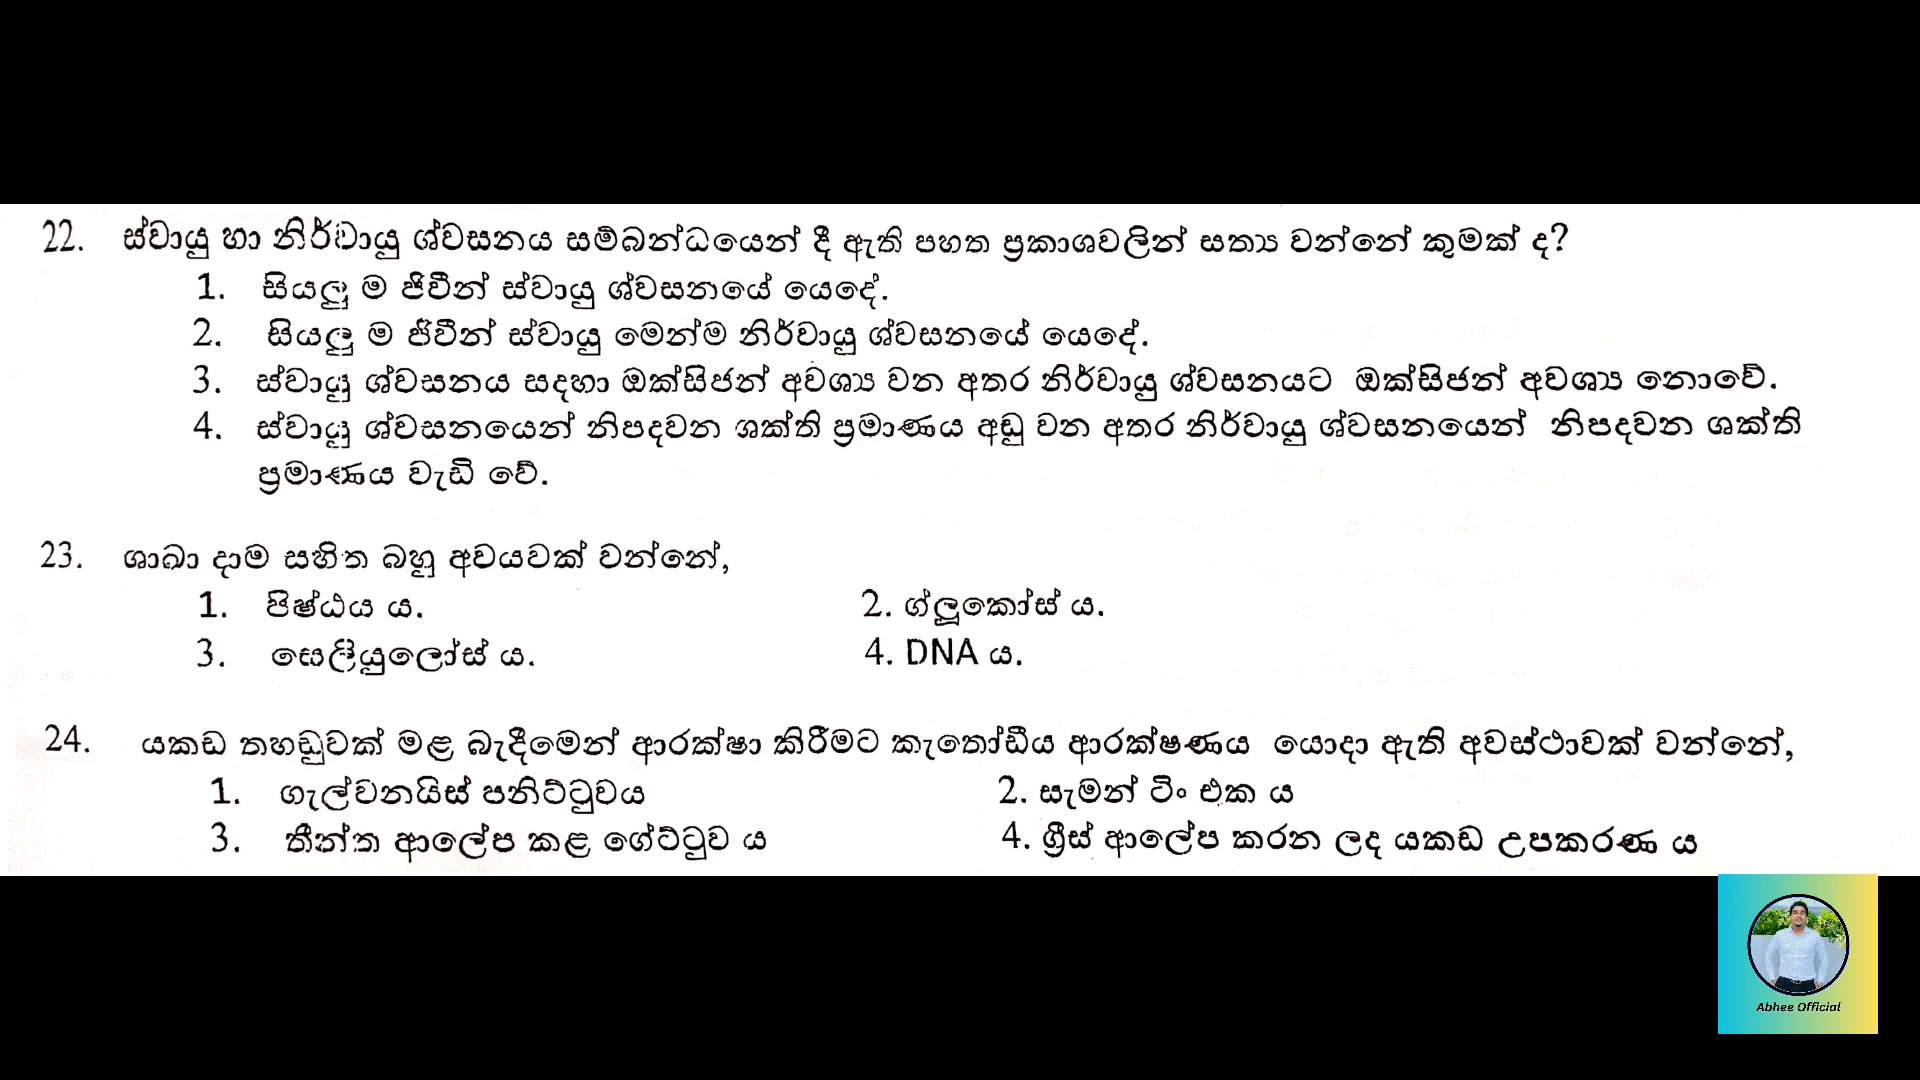 22. ස්වායු හා නිර්වායු ශ්වසනය සම්බන්ධයෙන් දී ඇති පහත ප්‍රකාශවලින් සත්‍ය වන්නේ කුමක් ද?
1. සියලු ම ජීවීන් ස්වායු ශ්වසනයේ යෙදේ.
2. සියලු ම ජීවීන් ස්වායු මෙන්ම නිර්වායු ශ්වසනයේ යෙදේ.
3. ස්වායු ශ්වසනය සදහා ඔක්සිජන් අවශ්‍ය වන අතර නිර්වායු ශ්වසනයට ඔක්සිජන් අවශ්‍ය නොවේ.
4. ස්වායු ශ්වසනයෙන් නිපදවන ශක්ති ප්‍රමාණය අඩු වන අතර නිර්වායු ශ්වසනයෙන් නිපදවන ශක්ති
ප්‍රමාණය වැඩි වේ.
23. ශාඛා දාම සහිත බහු අවයවක් වන්නේ,
1. පිෂ්ඨය ය. 2. ග්ලූකෝස් ය.
3. සෙලියුලෝස් ය. 4. DNA ය.
24. යකඩ තහඩුවක් මළ බැදීමෙන් ආරක්ෂා කිරීමට කැතෝඩීය ආරක්ෂණය යොදා ඇති අවස්ථාවක් වන්නේ,
1. ගැල්වනයිස් පනිට්ටුවය 2. සැමන් ටිං එක ය
3. තීන්ත ආලේප කළ ගේට්ටුව ය 4. ග්‍රීස් ආලේප කරන ලද යකඩ උපකරණ ය
Abhee Official